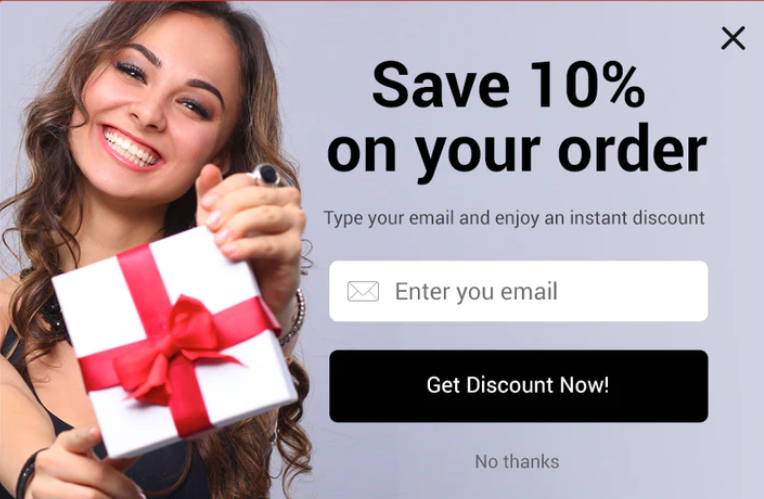 Save 10%
on your order
Type your email and enjoy an instant discount
Enter you email
Get Discount Now!
No thanks